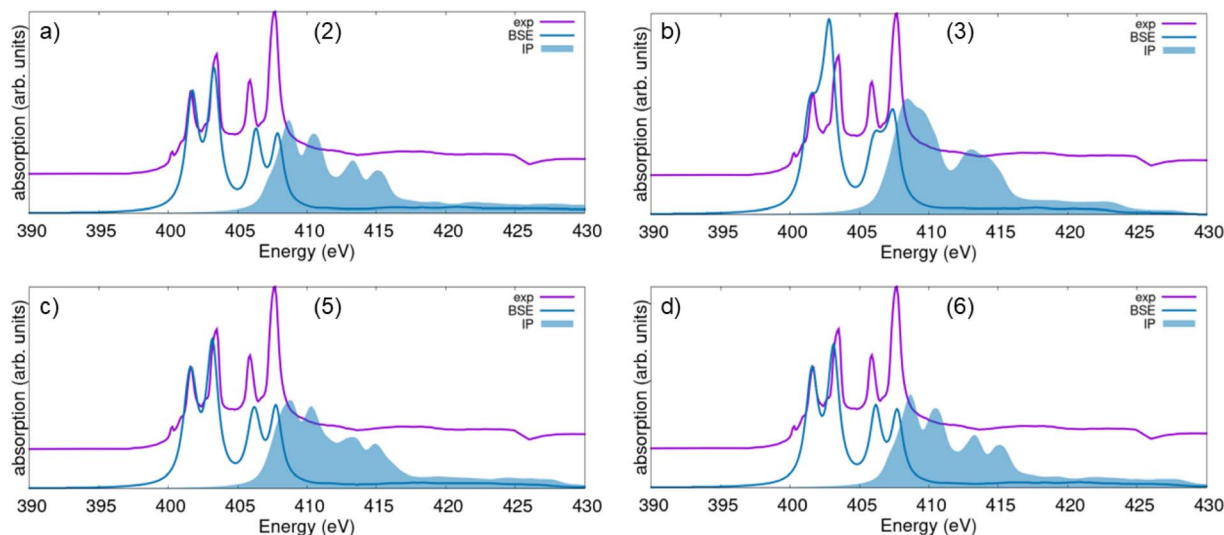 a)
(2)
exp
BSE
IP
absorption (arb. units)
390 395 400 405 410 415 420 425 430
Energy (eV)
b)
(3)
exp
BSE
IP
absorption (arb. units)
390 395 400 405 410 415 420 425 430
Energy (eV)
c)
(5)
exp
BSE
IP
absorption (arb. units)
390 395 400 405 410 415 420 425 430
Energy (eV)
d)
(6)
exp
BSE
IP
absorption (arb. units)
390 395 400 405 410 415 420 425 430
Energy (eV)